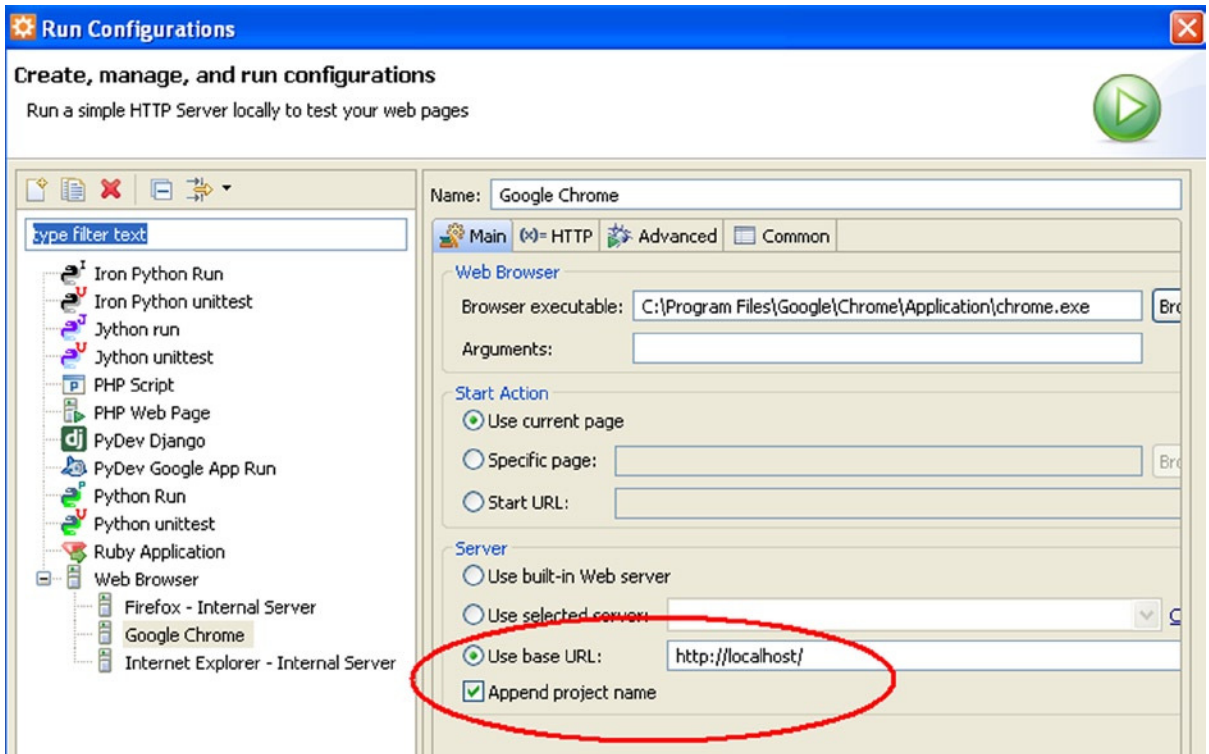 Run Configurations
Create, manage, and run configurations
Run a simple HTTP Server locally to test your web pages
type filter text
Iron Python Run
Iron Python unittest
Jython run
Jython unittest
PHP Script
PHP Web Page
PyDev Django
PyDev Google App Run
Python Run
Python unittest
Ruby Application
Web Browser
Firefox - Internal Server
Google Chrome
Internet Explorer - Internal Server
Name: Google Chrome
Main (x)= HTTP Advanced Common
Web Browser
Browser executable: C:\Program Files\Google\Chrome\Application\chrome.exe
Arguments:
Start Action
Use current page
Specific page:
Start URL:
Server
Use built-in Web server
Use selected server:
Use base URL: http://localhost/
Append project name